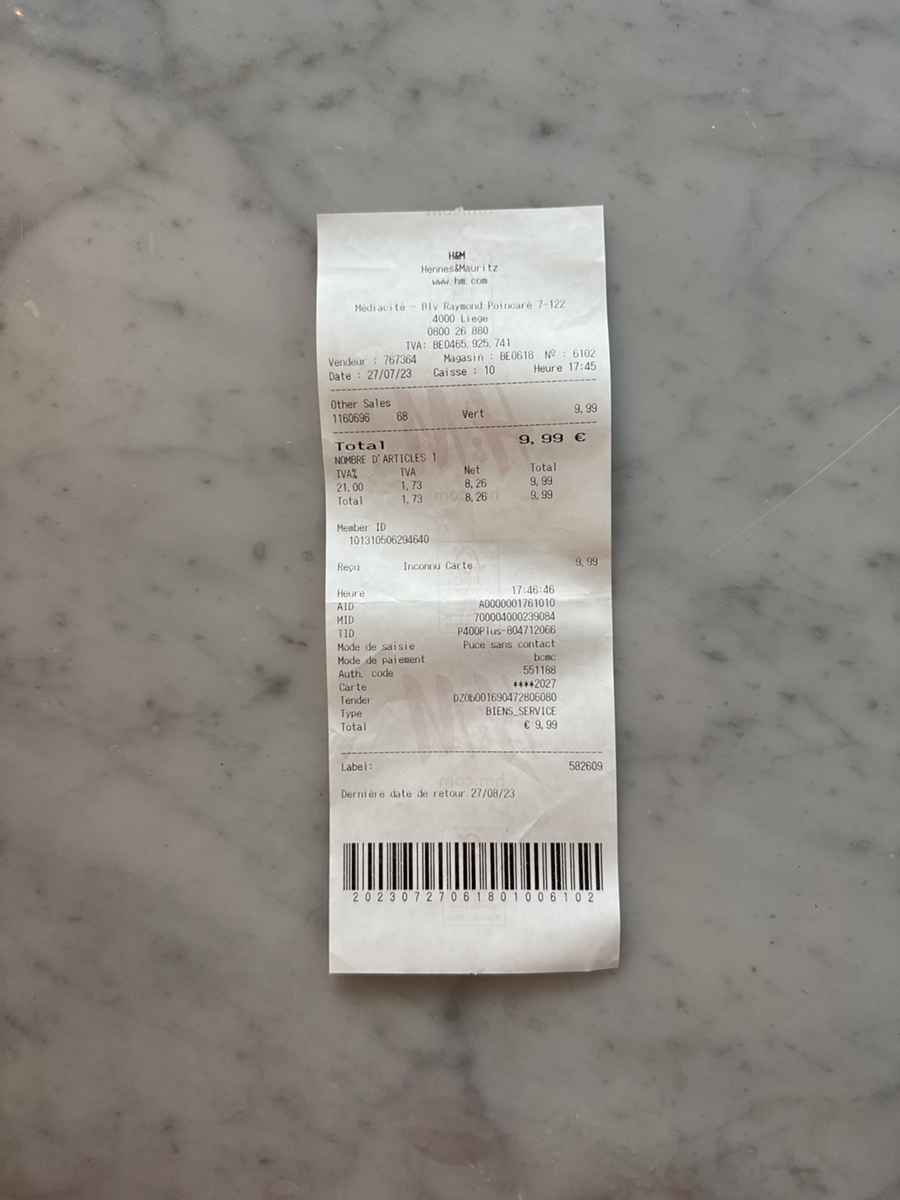 H&M
Hennes&Mauritz
www.hm.com
Médiacité - Blv Raymond Poincaré 7-122
4000 Liege
0800 26 880
TVA: BE0465.925.741
Vendeur : 767364 Magasin : BE0618 Nº : 6102
Date : 27/07/23 Caisse : 10 Heure 17:45
Other Sales
1160696 68 Vert 9,99
Total 9,99 €
NOMBRE D'ARTICLES 1
TVA% TVA Net Total
21,00 1,73 8,26 9,99
Total 1,73 8,26 9,99
Member ID
101310506294640
Reçu Inconnu Carte 9,99
Heure 17:46:46
AID A0000001761010
MID 700004000239084
TID P400Plus-804712066
Mode de saisie Puce sans contact
Mode de paiement bcmc
Auth. code 551188
Carte ****2027
Tender DZ0b001690472806080
Type BIENS_SERVICE
Total € 9,99
Label: 582609
Dernière date de retour 27/08/23
20230727061801006102